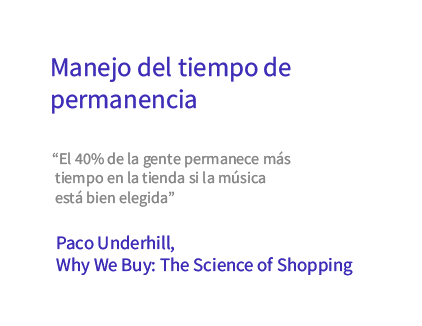 Manejo del tiempo de
permanencia
“El 40% de la gente permanece más
tiempo en la tienda si la música
está bien elegida”
Paco Underhill,
Why We Buy: The Science of Shopping